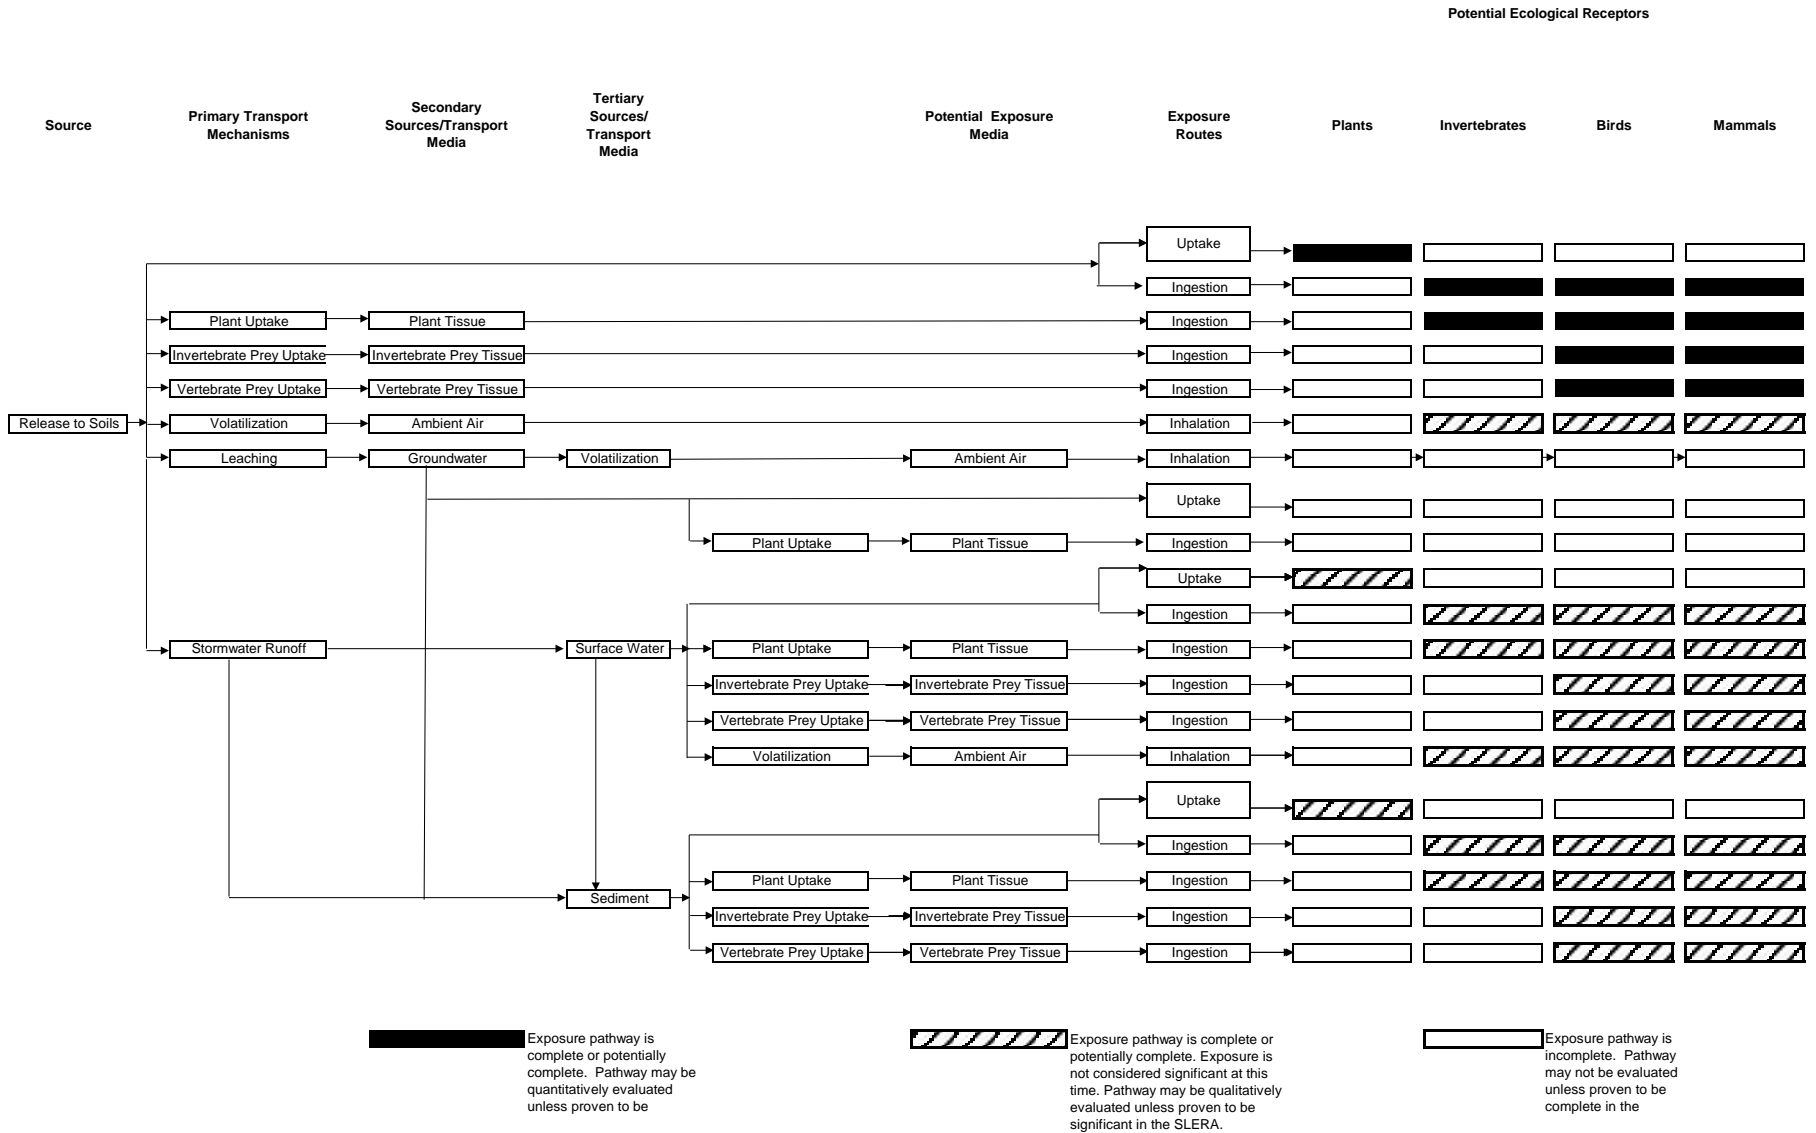 Potential Ecological Receptors
Source
Primary Transport
Mechanisms
Secondary
Sources/Transport
Media
Tertiary
Sources/
Transport
Media
Potential Exposure
Media
Exposure
Routes
Plants
Invertebrates
Birds
Mammals
Uptake
Ingestion
Plant Uptake
Plant Tissue
Ingestion
Invertebrate Prey Uptake
Invertebrate Prey Tissue
Ingestion
Vertebrate Prey Uptake
Vertebrate Prey Tissue
Ingestion
Release to Soils
Volatilization
Ambient Air
Inhalation
Leaching
Groundwater
Volatilization
Ambient Air
Inhalation
Uptake
Plant Uptake
Plant Tissue
Ingestion
Uptake
Ingestion
Stormwater Runoff
Surface Water
Plant Uptake
Plant Tissue
Ingestion
Invertebrate Prey Uptake
Invertebrate Prey Tissue
Ingestion
Vertebrate Prey Uptake
Vertebrate Prey Tissue
Ingestion
Volatilization
Ambient Air
Inhalation
Uptake
Ingestion
Plant Uptake
Plant Tissue
Ingestion
Sediment
Invertebrate Prey Uptake
Invertebrate Prey Tissue
Ingestion
Vertebrate Prey Uptake
Vertebrate Prey Tissue
Ingestion
Exposure pathway is
complete or potentially
complete. Pathway may be
quantitatively evaluated
unless proven to be
Exposure pathway is complete or
potentially complete. Exposure is
not considered significant at this
time. Pathway may be qualitatively
evaluated unless proven to be
significant in the SLERA.
Exposure pathway is
incomplete. Pathway
may not be evaluated
unless proven to be
complete in the